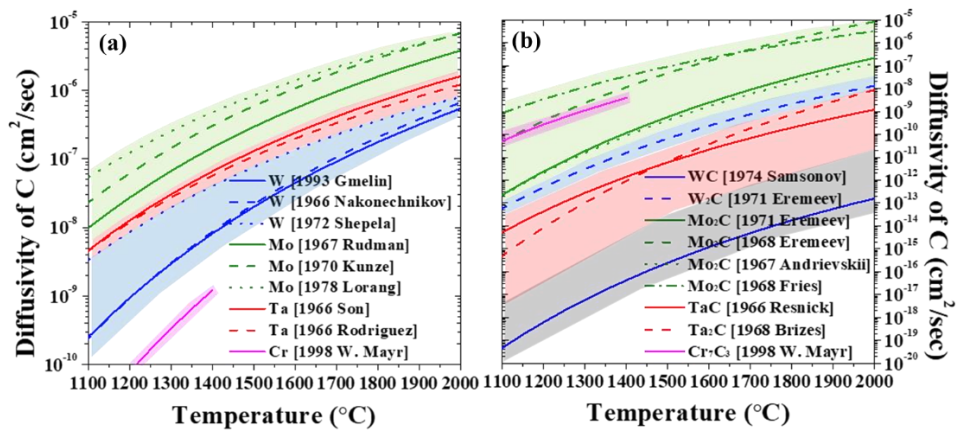 (a)
Diffusivity of C (cm²/sec)
10⁻⁵
10⁻⁶
10⁻⁷
10⁻⁸
10⁻⁹
10⁻¹⁰
W [1993 Gmelin]
W [1966 Nakonechnikov]
W [1972 Shepela]
Mo [1967 Rudman]
Mo [1970 Kunze]
Mo [1978 Lorang]
Ta [1966 Son]
Ta [1966 Rodriguez]
Cr [1998 W. Mayr]
1100 1200 1300 1400 1500 1600 1700 1800 1900 2000
Temperature (°C)
(b)
WC [1974 Samsonov]
W₂C [1971 Eremeev]
Mo₂C [1971 Eremeev]
Mo₂C [1968 Eremeev]
Mo₂C [1967 Andrievskii]
Mo₂C [1968 Fries]
TaC [1966 Resnick]
Ta₂C [1968 Brizes]
Cr₇C₃ [1998 W. Mayr]
10⁻⁵
10⁻⁶
10⁻⁷
10⁻⁸
10⁻⁹
10⁻¹⁰
10⁻¹¹
10⁻¹²
10⁻¹³
10⁻¹⁴
10⁻¹⁵
10⁻¹⁶
10⁻¹⁷
10⁻¹⁸
10⁻¹⁹
10⁻²⁰
Diffusivity of C (cm²/sec)
1100 1200 1300 1400 1500 1600 1700 1800 1900 2000
Temperature (°C)